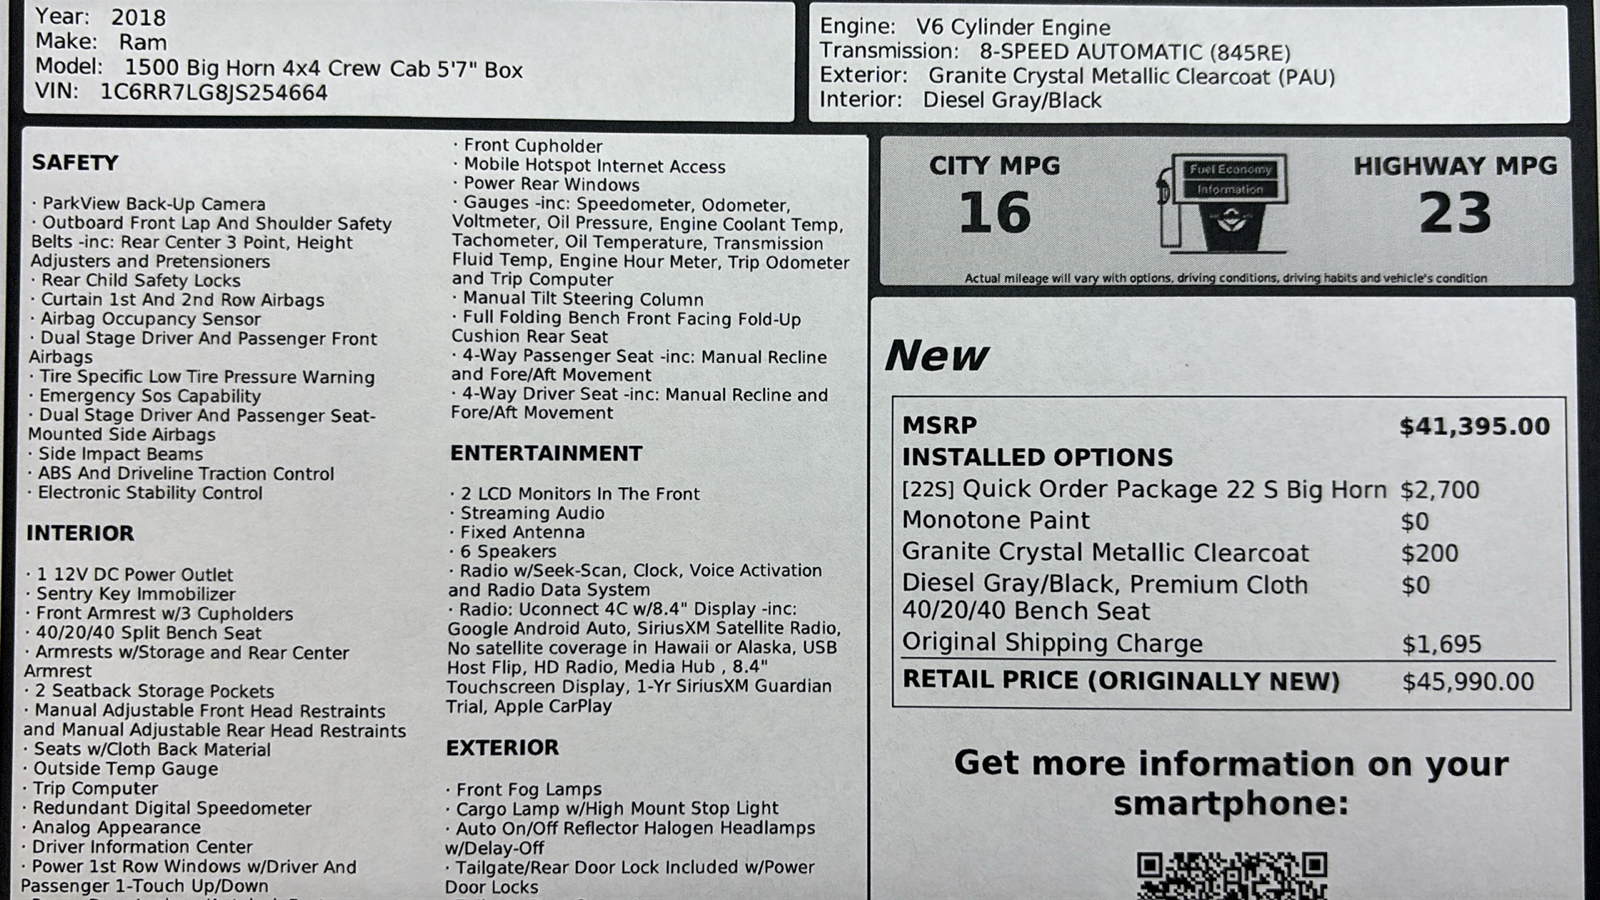 Year: 2018
Make: Ram
Model: 1500 Big Horn 4x4 Crew Cab 5'7" Box
VIN: 1C6RR7LG8JS254664
Engine: V6 Cylinder Engine
Transmission: 8-SPEED AUTOMATIC (845RE)
Exterior: Granite Crystal Metallic Clearcoat (PAU)
Interior: Diesel Gray/Black
SAFETY
· ParkView Back-Up Camera
· Outboard Front Lap And Shoulder Safety
Belts -inc: Rear Center 3 Point, Height
Adjusters and Pretensioners
· Rear Child Safety Locks
· Curtain 1st And 2nd Row Airbags
· Airbag Occupancy Sensor
· Dual Stage Driver And Passenger Front
Airbags
· Tire Specific Low Tire Pressure Warning
· Emergency Sos Capability
· Dual Stage Driver And Passenger Seat-
Mounted Side Airbags
· Side Impact Beams
· ABS And Driveline Traction Control
· Electronic Stability Control
INTERIOR
· 1 12V DC Power Outlet
· Sentry Key Immobilizer
· Front Armrest w/3 Cupholders
· 40/20/40 Split Bench Seat
· Armrests w/Storage and Rear Center
Armrest
· 2 Seatback Storage Pockets
· Manual Adjustable Front Head Restraints
and Manual Adjustable Rear Head Restraints
· Seats w/Cloth Back Material
· Outside Temp Gauge
· Trip Computer
· Redundant Digital Speedometer
· Analog Appearance
· Driver Information Center
· Power 1st Row Windows w/Driver And
Passenger 1-Touch Up/Down
· Front Cupholder
· Mobile Hotspot Internet Access
· Power Rear Windows
· Gauges -inc: Speedometer, Odometer,
Voltmeter, Oil Pressure, Engine Coolant Temp,
Tachometer, Oil Temperature, Transmission
Fluid Temp, Engine Hour Meter, Trip Odometer
and Trip Computer
· Manual Tilt Steering Column
· Full Folding Bench Front Facing Fold-Up
Cushion Rear Seat
· 4-Way Passenger Seat -inc: Manual Recline
and Fore/Aft Movement
· 4-Way Driver Seat -inc: Manual Recline and
Fore/Aft Movement
ENTERTAINMENT
· 2 LCD Monitors In The Front
· Streaming Audio
· Fixed Antenna
· 6 Speakers
· Radio w/Seek-Scan, Clock, Voice Activation
and Radio Data System
· Radio: Uconnect 4C w/8.4" Display -inc:
Google Android Auto, SiriusXM Satellite Radio,
No satellite coverage in Hawaii or Alaska, USB
Host Flip, HD Radio, Media Hub , 8.4"
Touchscreen Display, 1-Yr SiriusXM Guardian
Trial, Apple CarPlay
EXTERIOR
· Front Fog Lamps
· Cargo Lamp w/High Mount Stop Light
· Auto On/Off Reflector Halogen Headlamps
w/Delay-Off
· Tailgate/Rear Door Lock Included w/Power
Door Locks
CITY MPG
16
Fuel Economy
Information
HIGHWAY MPG
23
Actual mileage will vary with options, driving conditions, driving habits and vehicle's condition
New
MSRP $41,395.00
INSTALLED OPTIONS
[22S] Quick Order Package 22 S Big Horn $2,700
Monotone Paint $0
Granite Crystal Metallic Clearcoat $200
Diesel Gray/Black, Premium Cloth $0
40/20/40 Bench Seat
Original Shipping Charge $1,695
RETAIL PRICE (ORIGINALLY NEW) $45,990.00
Get more information on your
smartphone: